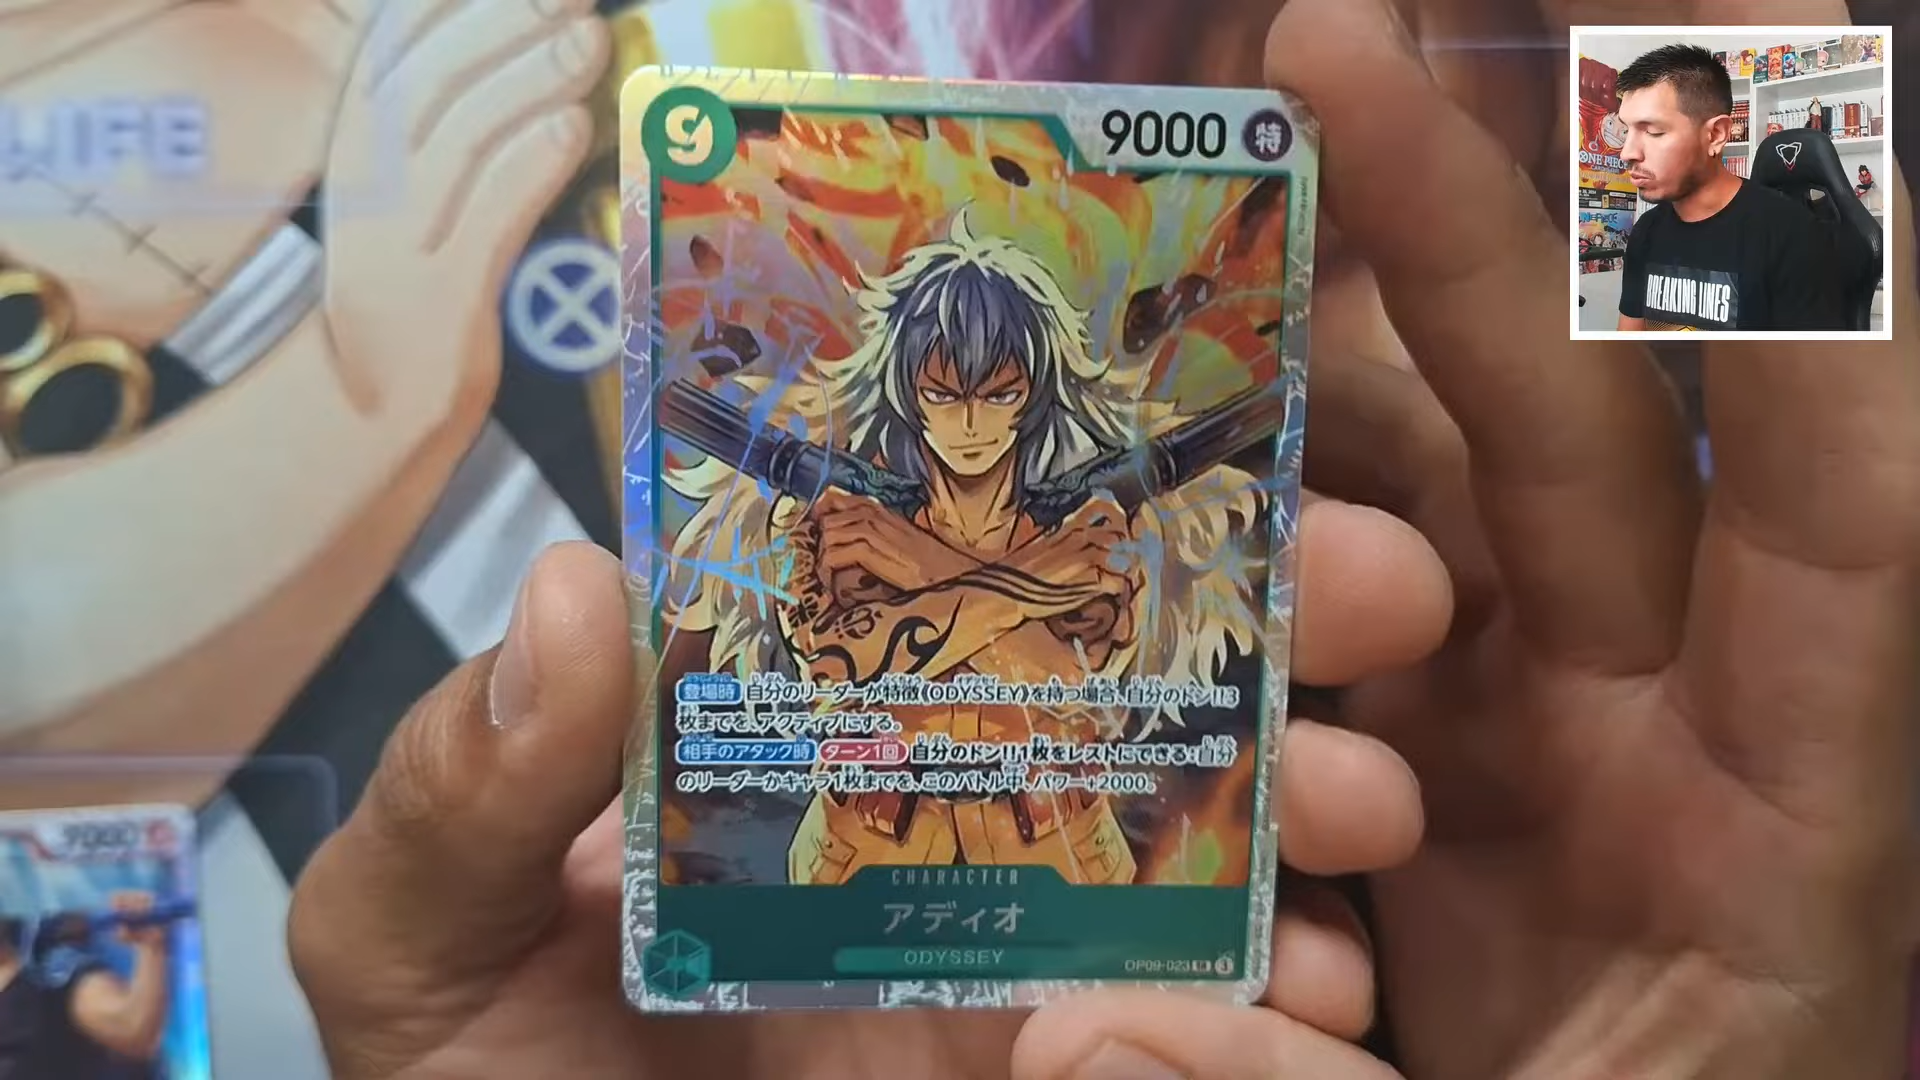 LIFE
9
9000
特
登場時 自分のリーダーが特徴《ODYSSEY》を持つ場合、自分のドン!!3
枚までを、アクティブにする。
相手のアタック時 ターン1回 自分のドン!!1枚をレストにできる:自分
のリーダーかキャラ1枚までを、このバトル中、パワー+2000。
CHARACTER
アディオ
ODYSSEY
OP09-023 SR 3
7000
ONE PIECE
BREAKING LINES